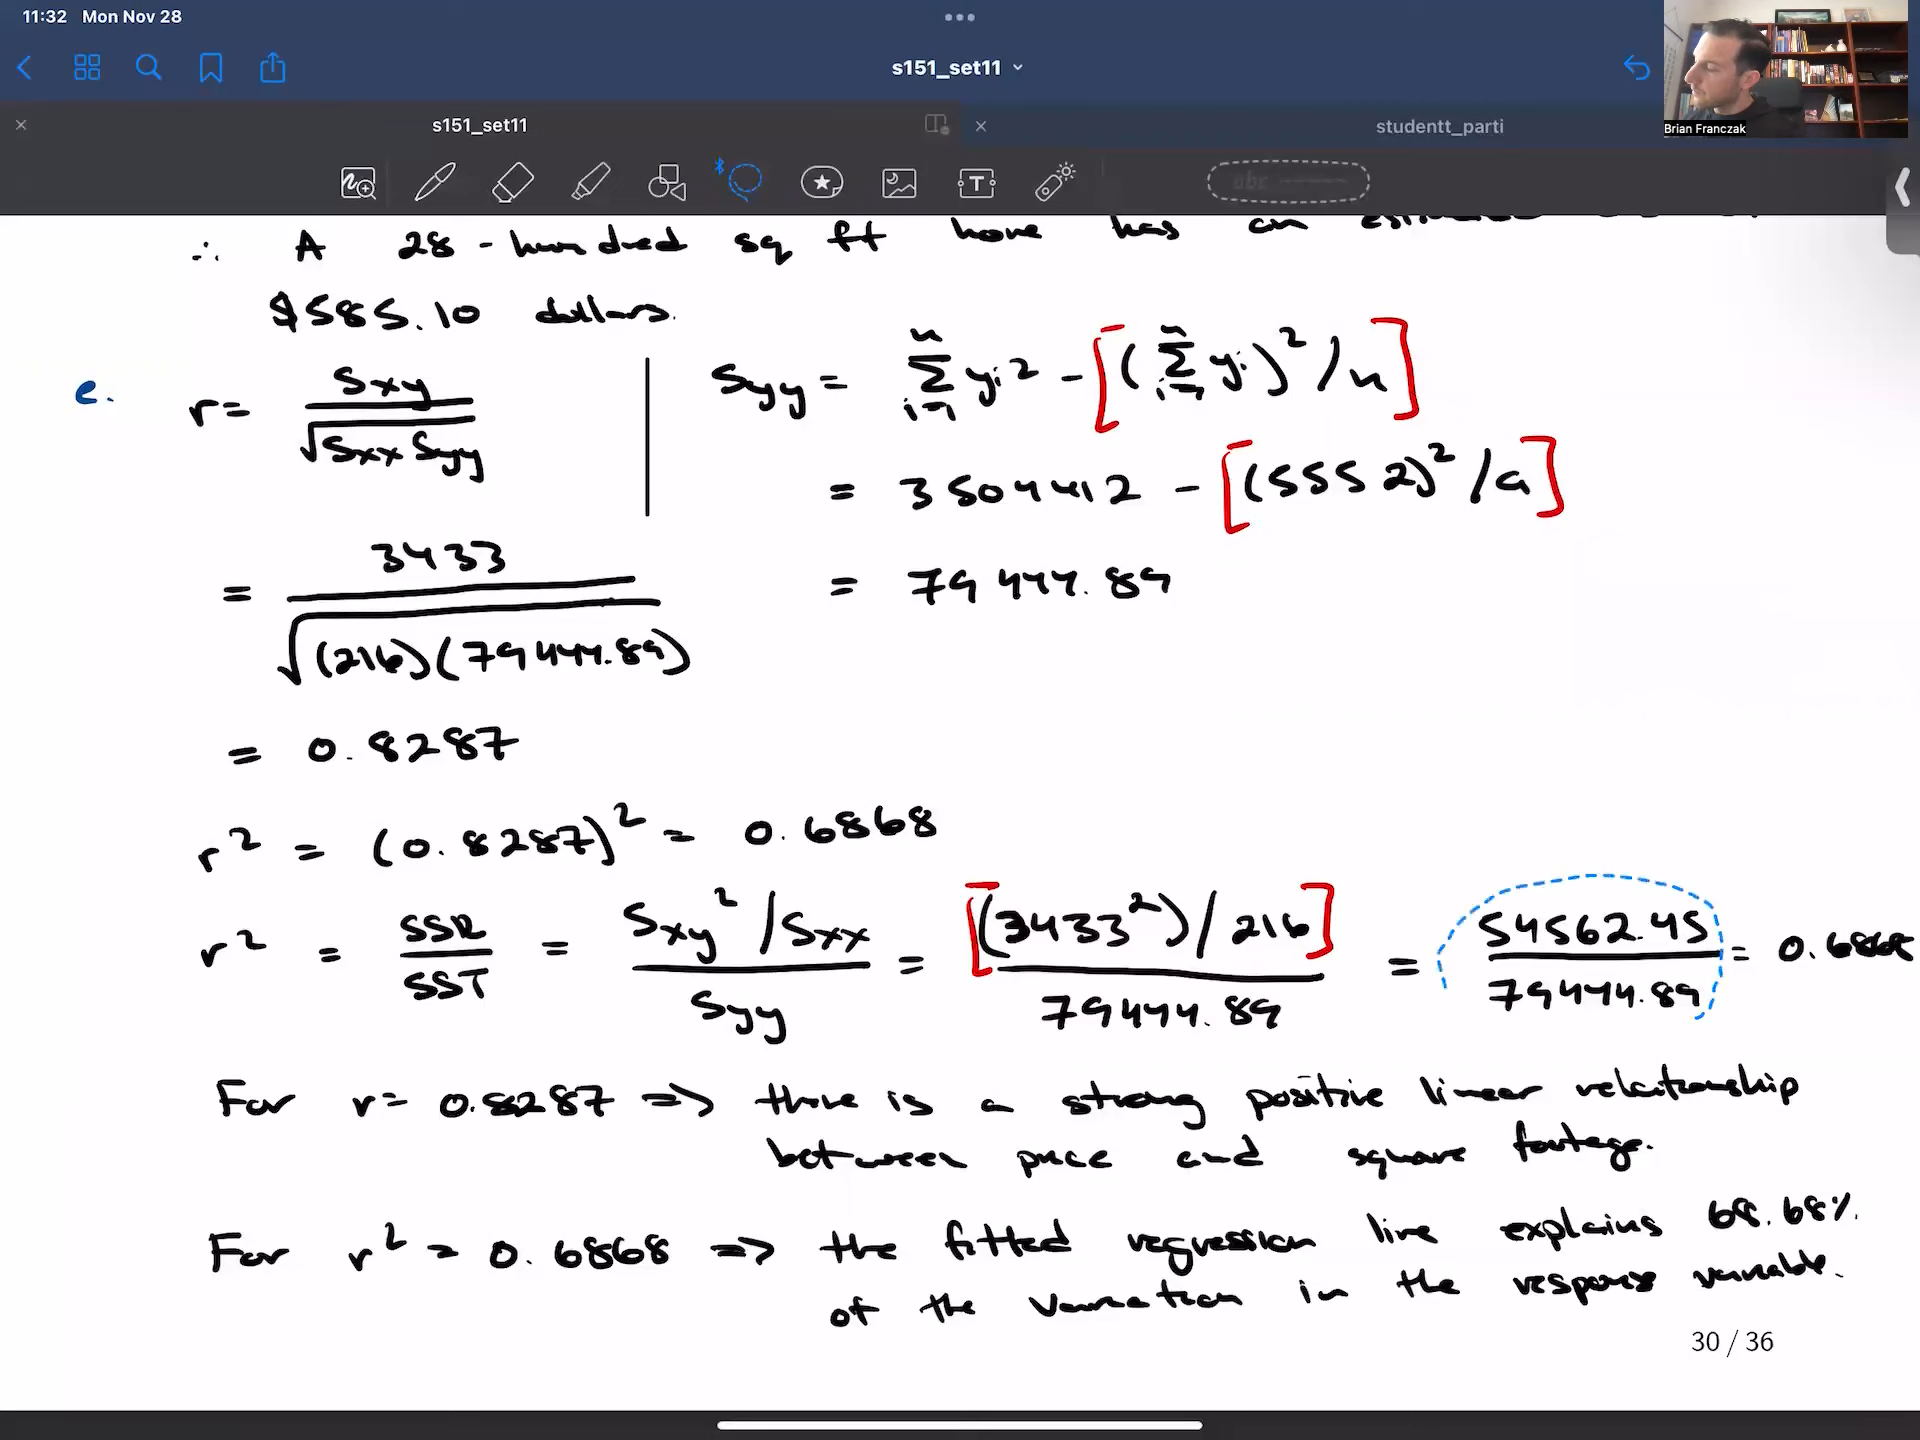 11:32 Mon Nov 28
s151_set11
s151_set11
studentt_parti
Brian Franczak
∴ A 28-hundred sq ft home has an
$585.10 dollars.
e. r = Sxy / √(Sxx Syy)
Syy = Σ(i=1 to n) yi² - [(Σ(i=1 to n) yi)² / n]
= 3504412 - [(5552)² / 9]
= 3433 / √((216)(79444.89))
= 79444.89
= 0.8287
r² = (0.8287)² = 0.6868
r² = SSR / SST = (Sxy² / Sxx) / Syy = [(3433²) / 216] / 79444.89 = 54562.45 / 79444.89 = 0.6868
For r = 0.8287 => there is a strong positive linear relationship
between price and square footage.
For r² = 0.6868 => the fitted regression line explains 68.68%
of the variation in the response variable.
30 / 36